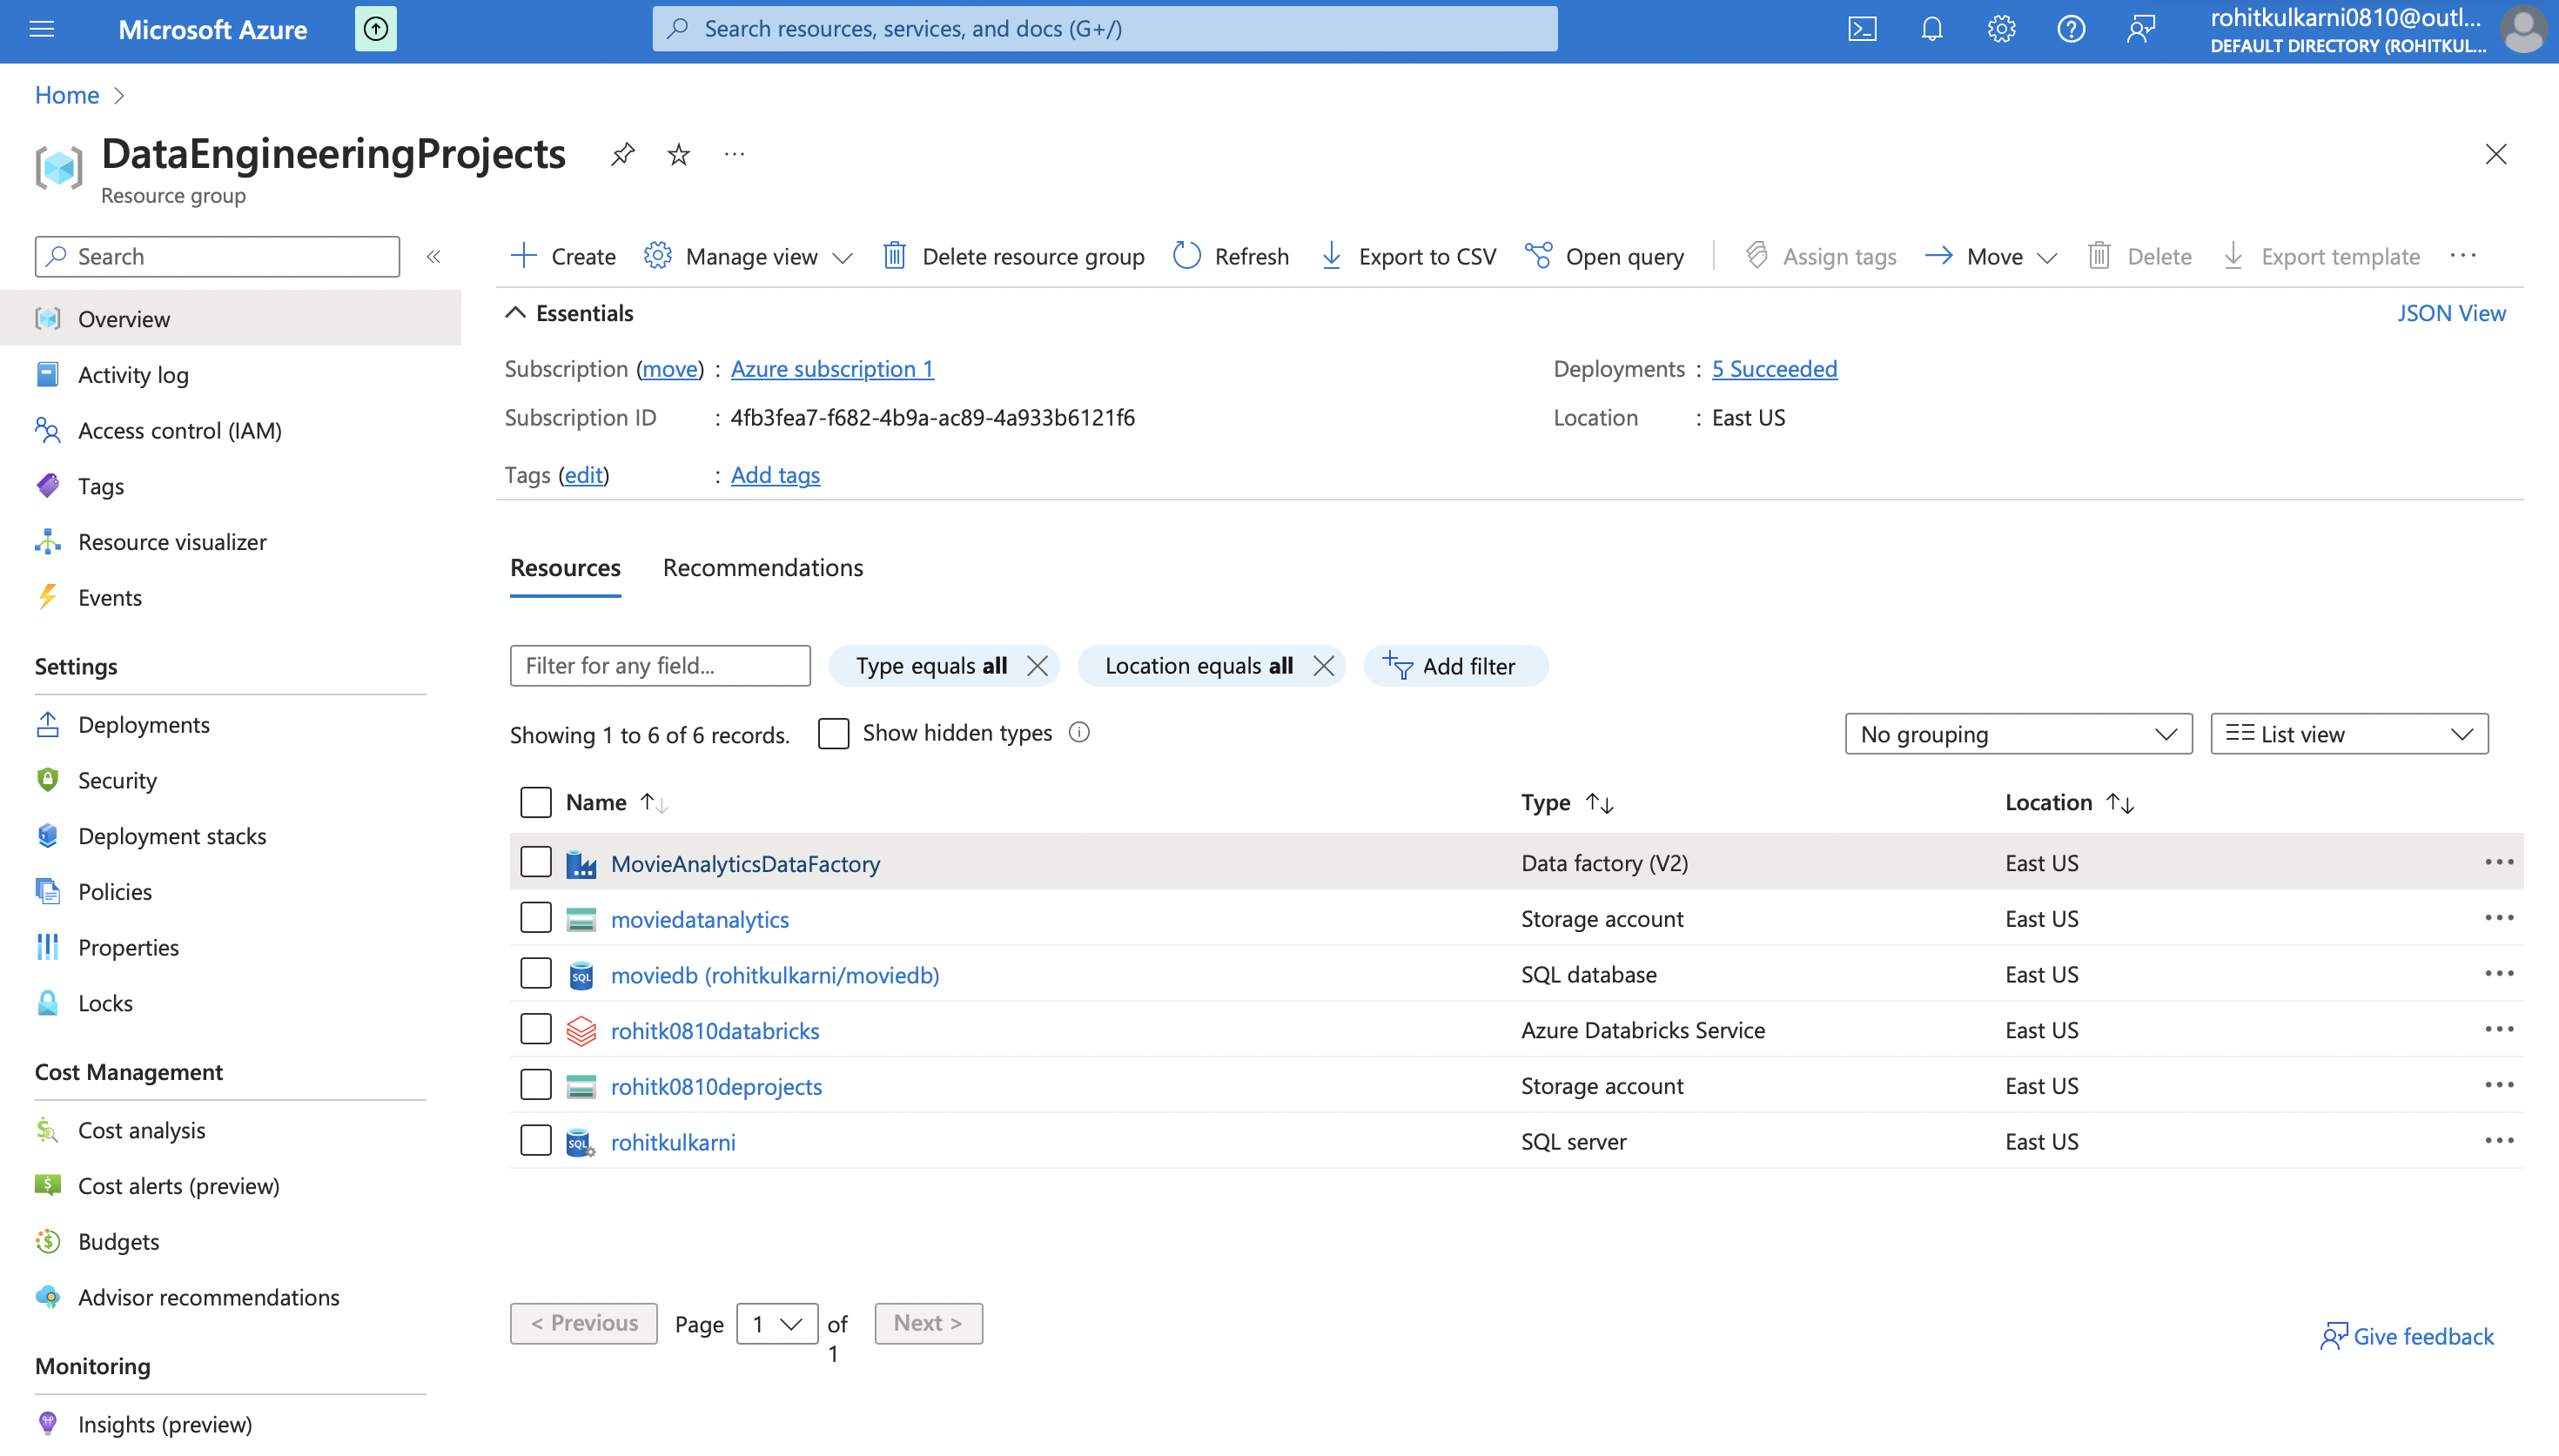 Microsoft Azure
Search resources, services, and docs (G+/)
rohitkulkarni0810@outl...
DEFAULT DIRECTORY (ROHITKUL...
Home
DataEngineeringProjects
Resource group
Search
Overview
Activity log
Access control (IAM)
Tags
Resource visualizer
Events
Settings
Deployments
Security
Deployment stacks
Policies
Properties
Locks
Cost Management
Cost analysis
Cost alerts (preview)
Budgets
Advisor recommendations
Monitoring
Insights (preview)
Create Manage view Delete resource group Refresh Export to CSV Open query Assign tags Move Delete Export template
Essentials JSON View
Subscription (move) : Azure subscription 1 Deployments : 5 Succeeded
Subscription ID : 4fb3fea7-f682-4b9a-ac89-4a933b6121f6 Location : East US
Tags (edit) : Add tags
Resources Recommendations
Filter for any field... Type equals all Location equals all Add filter
Showing 1 to 6 of 6 records. Show hidden types No grouping List view
Name Type Location
MovieAnalyticsDataFactory Data factory (V2) East US
moviedatanalytics Storage account East US
SQL moviedb (rohitkulkarni/moviedb) SQL database East US
rohitk0810databricks Azure Databricks Service East US
rohitk0810deprojects Storage account East US
SQL rohitkulkarni SQL server East US
< Previous Page 1 of 1 Next >
Give feedback